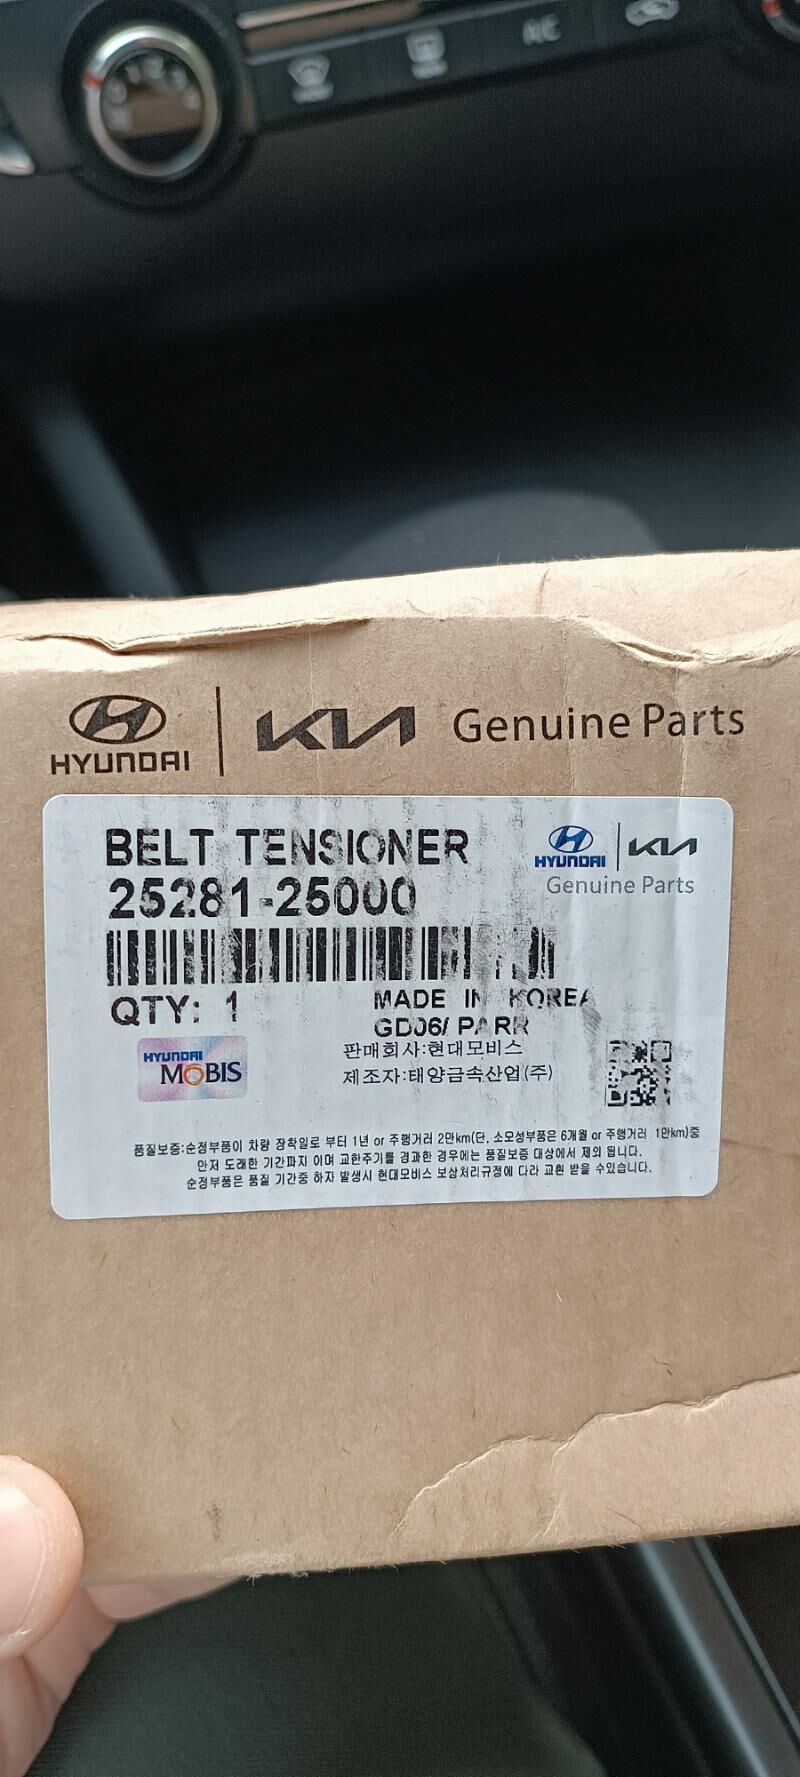 A/C
HYUNDAI | KIA Genuine Parts
BELT TENSIONER
HYUNDAI | KIA
25281-25000
Genuine Parts
QTY: 1
MADE IN KOREA
GD06/ PARR
판매회사:현대모비스
HYUNDAI
MOBIS
제조자:태양금속산업(주)
품질보증:순정부품이 차량 장착일로 부터 1년 or 주행거러 2만km(단, 소모성부품은 6개월 or 주행거러 1만km)중
만저 도래한 기간파지 이며 교한주기를 경과한 경우에는 품질보증 대상에서 제외 됩니다.
순정부품은 품질 기간중 하자 발생시 현대모비스 보상처리규정에 다라 교환 받을 수있습니다.